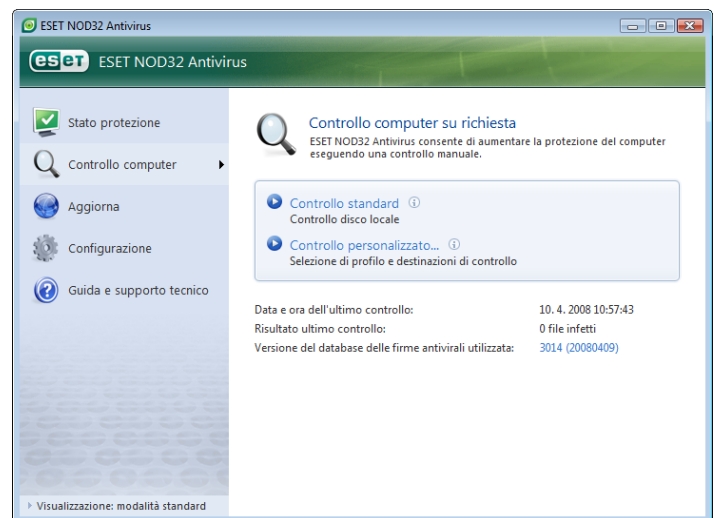 ESET NOD32 Antivirus
eset ESET NOD32 Antivirus
Stato protezione
Controllo computer
Aggiorna
Configurazione
Guida e supporto tecnico
Visualizzazione: modalità standard
Controllo computer su richiesta
ESET NOD32 Antivirus consente di aumentare la protezione del computer
eseguendo una controllo manuale.
Controllo standard
Controllo disco locale
Controllo personalizzato...
Selezione di profilo e destinazioni di controllo
Data e ora dell'ultimo controllo: 10. 4. 2008 10:57:43
Risultato ultimo controllo: 0 file infetti
Versione del database delle firme antivirali utilizzata: 3014 (20080409)